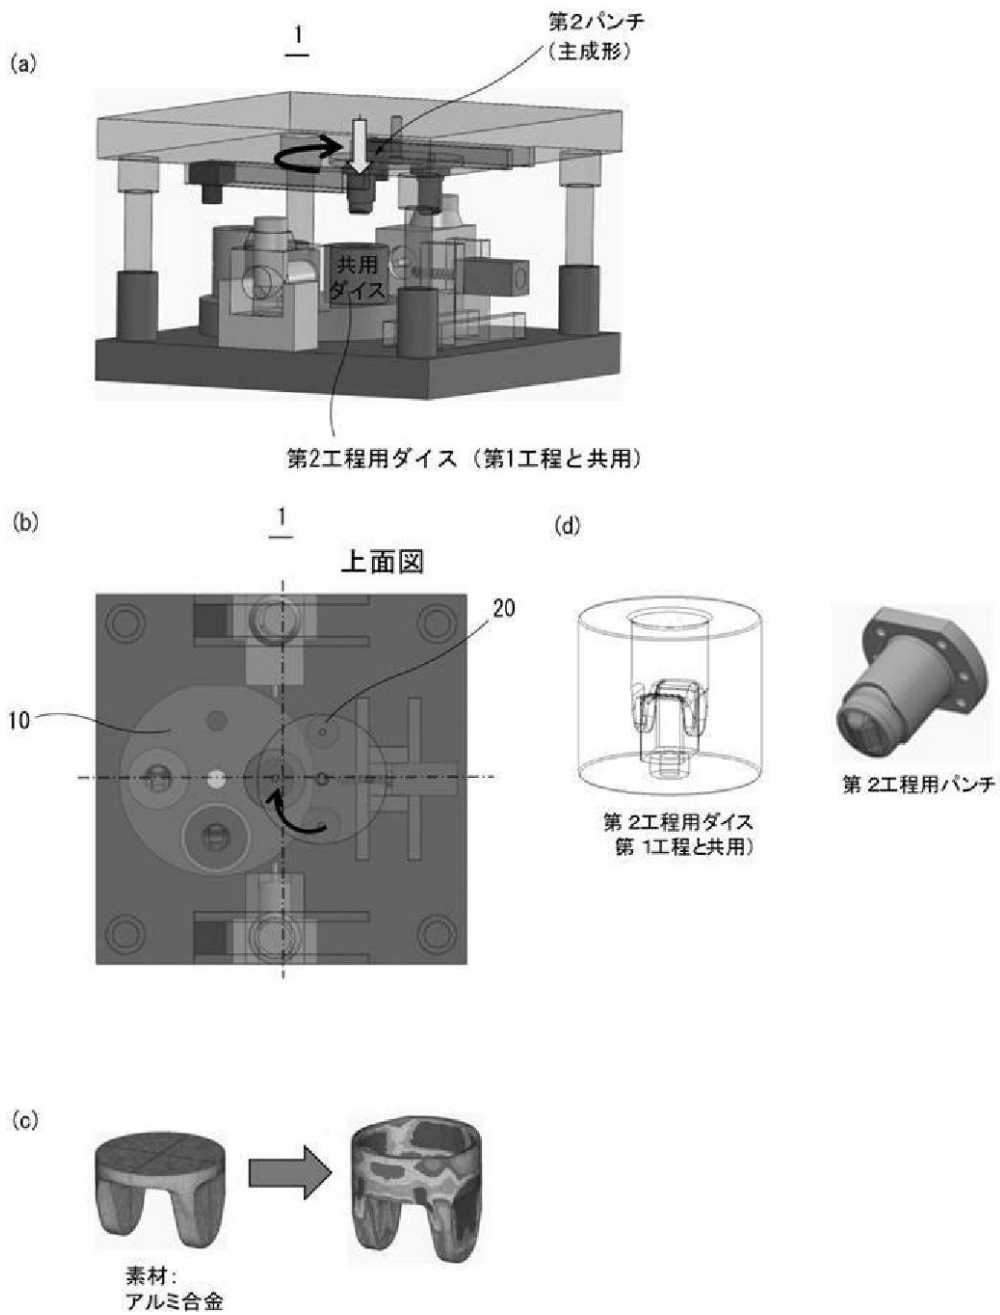 (a)
1
第2パンチ
(主成形)
共用
ダイス
第2工程用ダイス (第1工程と共用)
(b)
1
上面図
20
10
(d)
第 2工程用ダイス
第 1工程と共用)
第 2工程用パンチ
(c)
素材:
アルミ合金